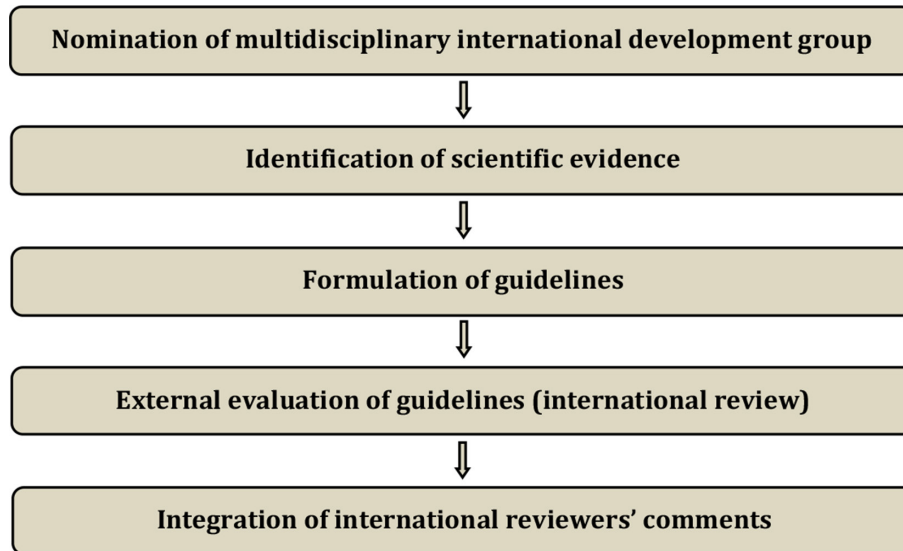 Nomination of multidisciplinary international development group
Identification of scientific evidence
Formulation of guidelines
External evaluation of guidelines (international review)
Integration of international reviewers’ comments